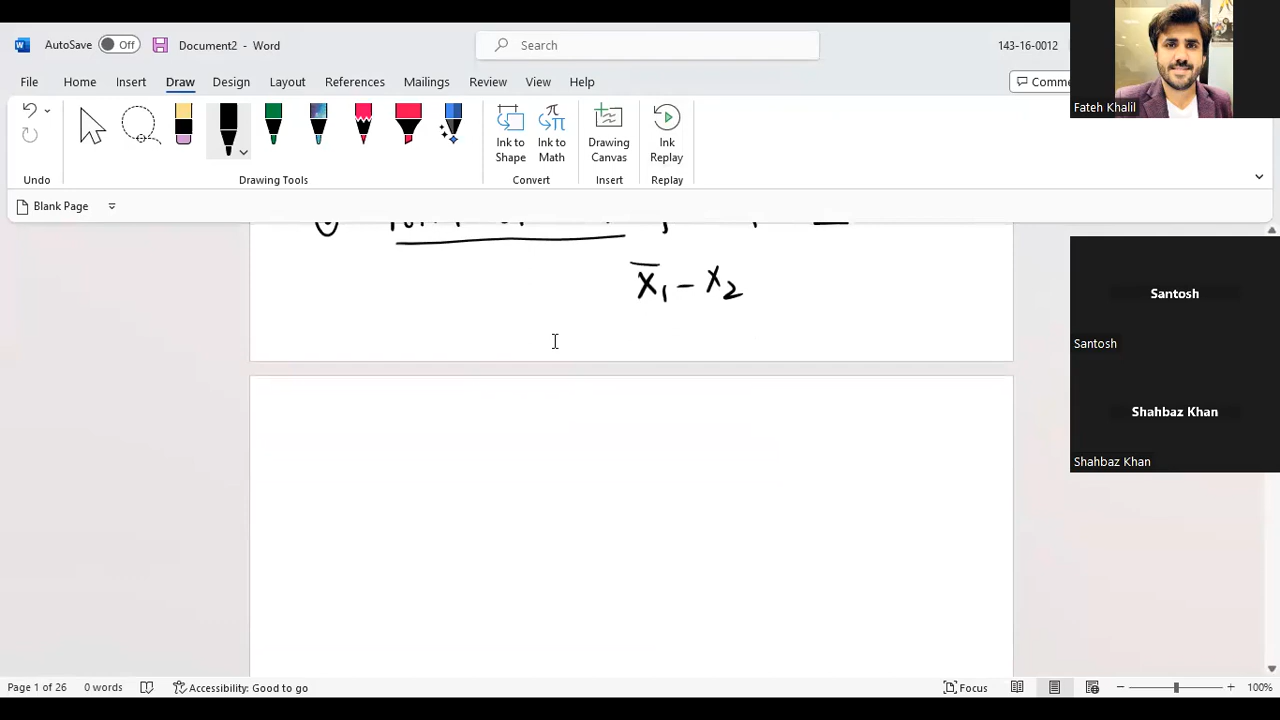 AutoSave Off Document2 - Word Search 143-16-0012
File Home Insert Draw Design Layout References Mailings Review View Help
Fateh Khalil
Ink to Shape Ink to Math Drawing Canvas Ink Replay
Undo Drawing Tools Convert Insert Replay
Blank Page
X̅₁ - X₂
Santosh
Santosh
Shahbaz Khan
Shahbaz Khan
Page 1 of 26 0 words Accessibility: Good to go Focus 100%